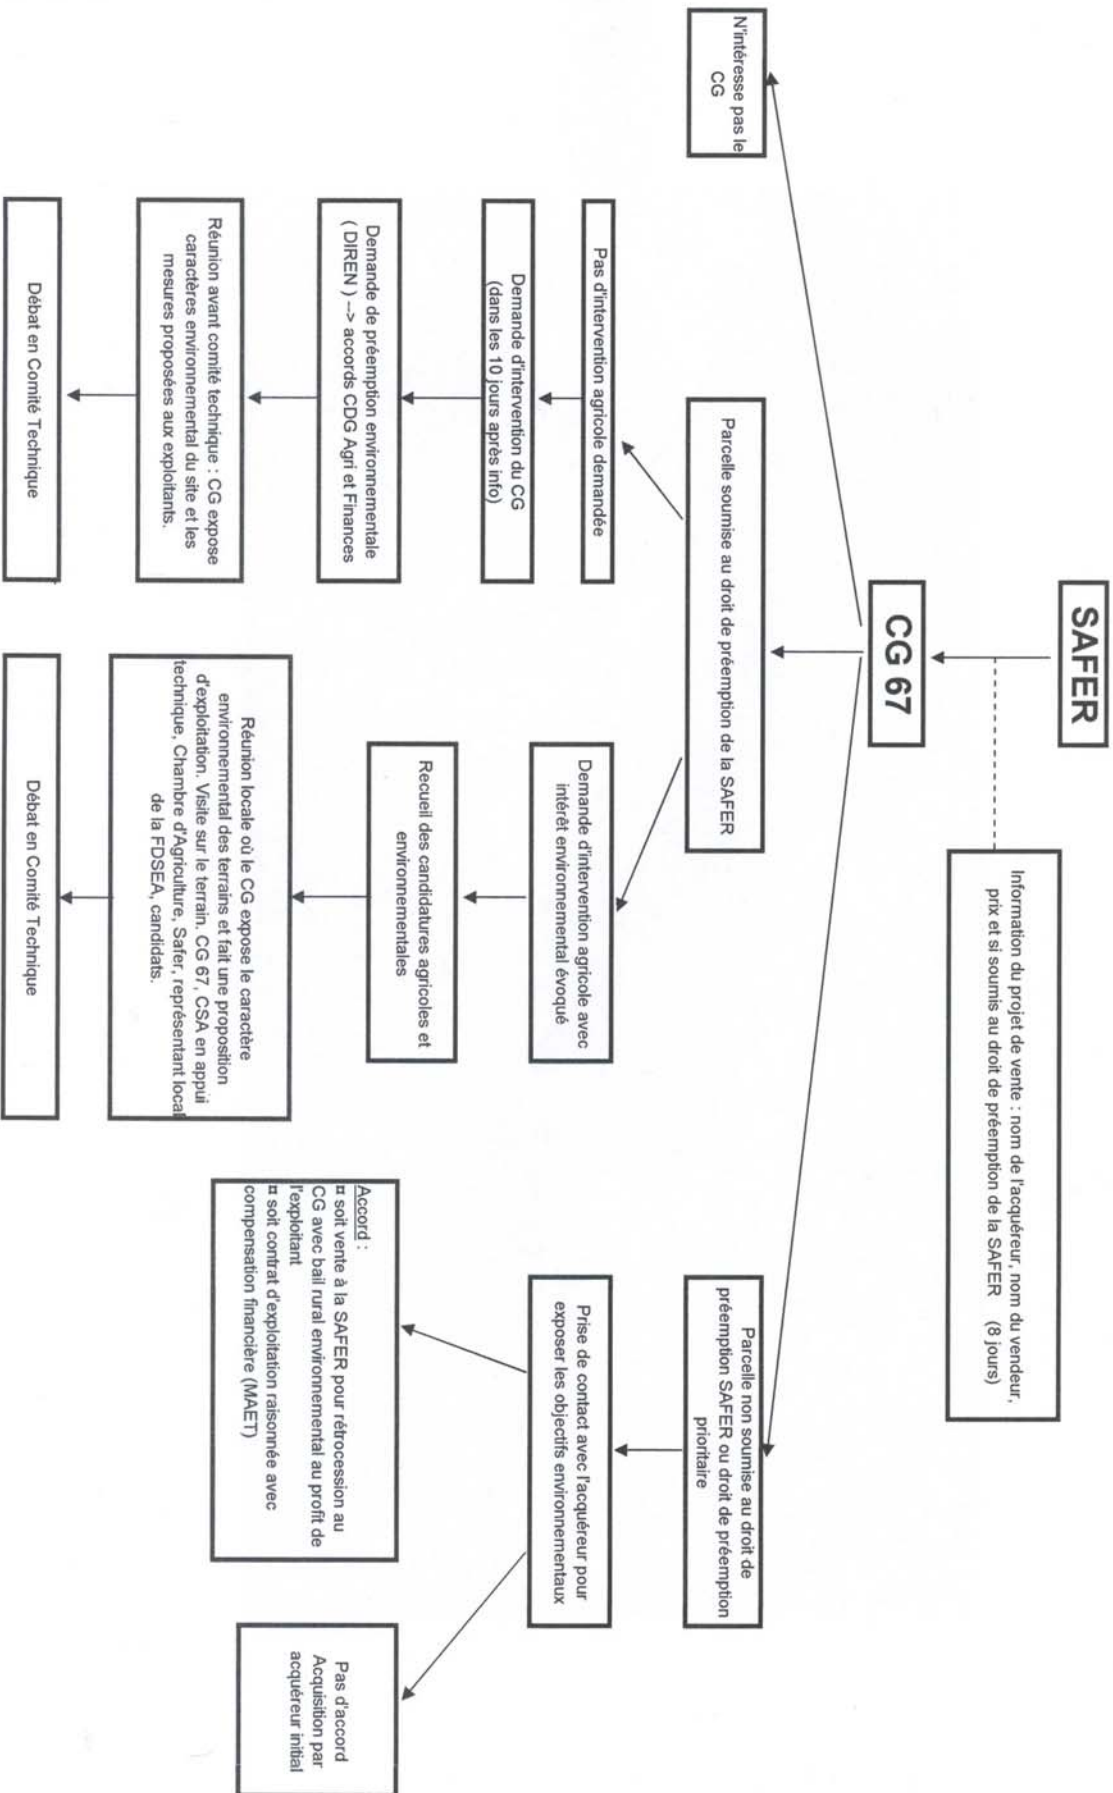 SAFER
Information du projet de vente : nom de l'acquéreur, nom du vendeur,
prix et si soumis au droit de préemption de la SAFER (8 jours)
CG 67
N'intéresse pas le
CG
Parcelle soumise au droit de préemption de la SAFER
Parcelle non soumise au droit de
préemption SAFER ou droit de préemption
prioritaire
Pas d'intervention agricole demandée
Demande d'intervention du CG
(dans les 10 jours après info)
Demande de préemption environnementale
( DIREN ) --> accords CDG Agri et Finances
Réunion avant comité technique : CG expose
caractères environnemental du site et les
mesures proposées aux exploitants.
Débat en Comité Technique
Demande d'intervention agricole avec
intérêt environnemental évoqué
Recueil des candidatures agricoles et
environnementales
Réunion locale où le CG expose le caractère
environnemental des terrains et fait une proposition
d'exploitation. Visite sur le terrain. CG 67, CSA en appui
technique, Chambre d'Agriculture, Safer, représentant local
de la FDSEA, candidats.
Débat en Comité Technique
Prise de contact avec l'acquéreur pour
exposer les objectifs environnementaux
Accord :
¤ soit vente à la SAFER pour rétrocession au
CG avec bail rural environnemental au profit de
l'exploitant
¤ soit contrat d'exploitation raisonnée avec
compensation financière (MAET)
Pas d'accord
Acquisition par
acquéreur initial